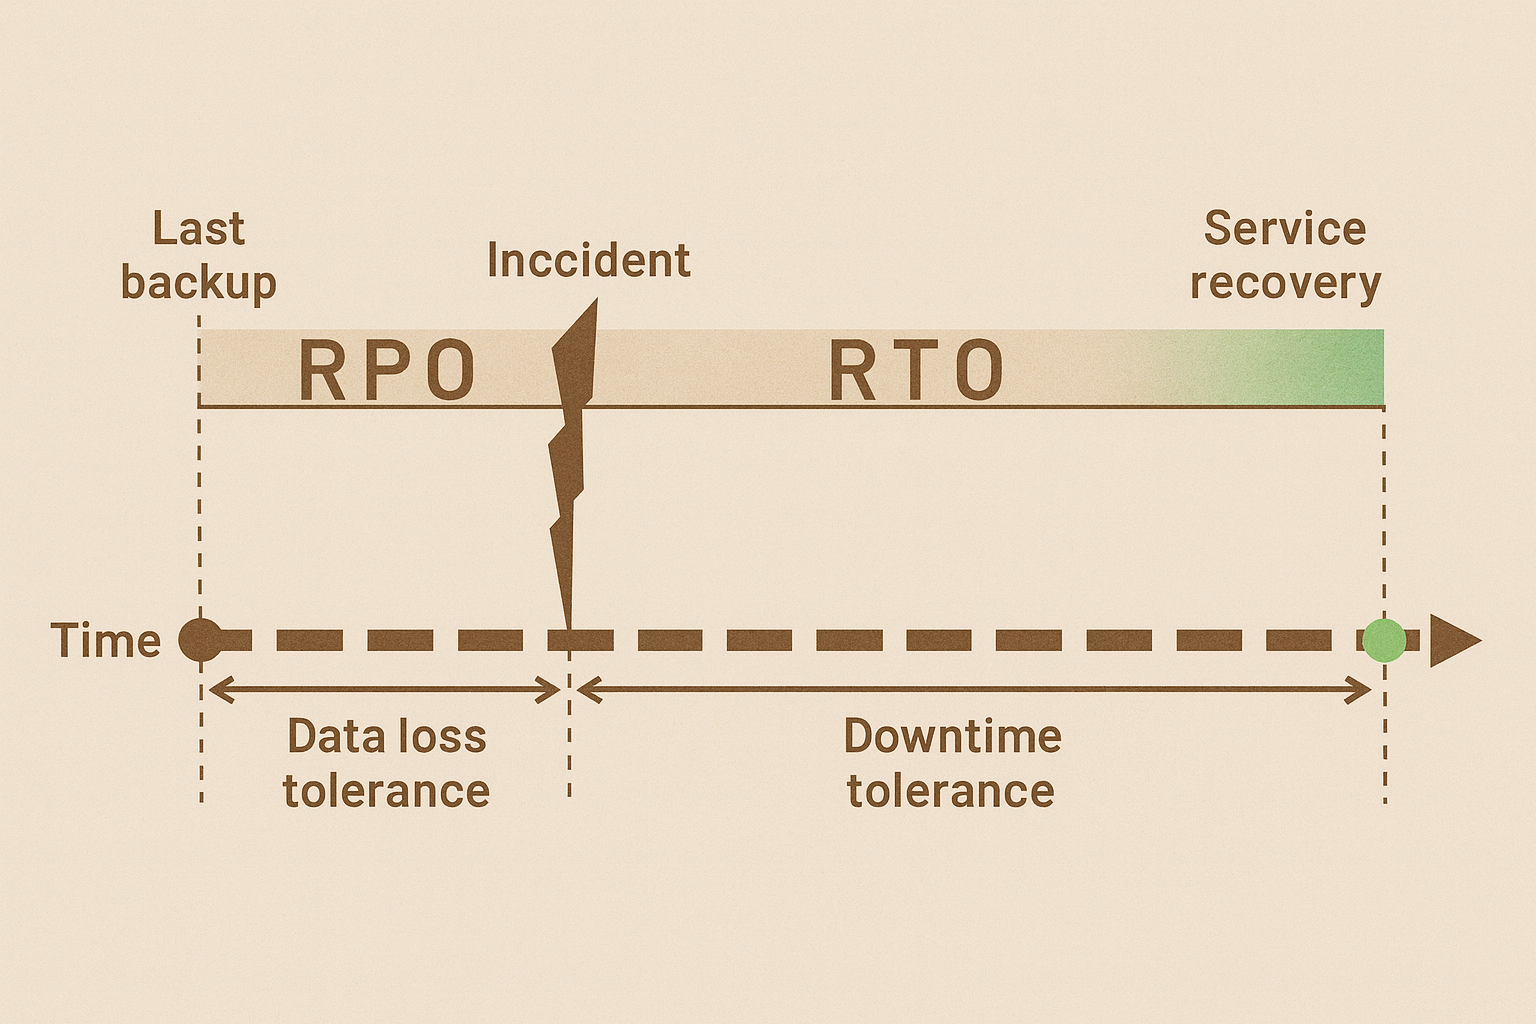 Last
backup
Inccident
Service
recovery
RPO
RTO
Time
Data loss
tolerance
Downtime
tolerance